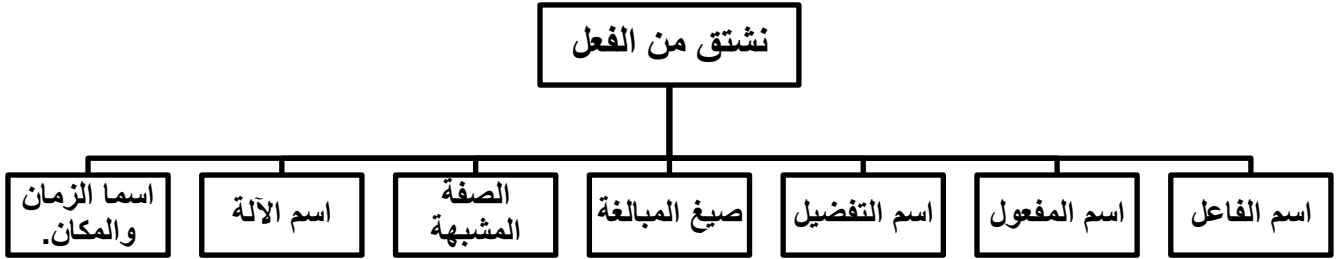 نشتق من الفعل
اسم الفاعل
اسم المفعول
اسم التفضيل
صيغ المبالغة
الصفة
المشبهة
اسم الآلة
اسما الزمان
والمكان.